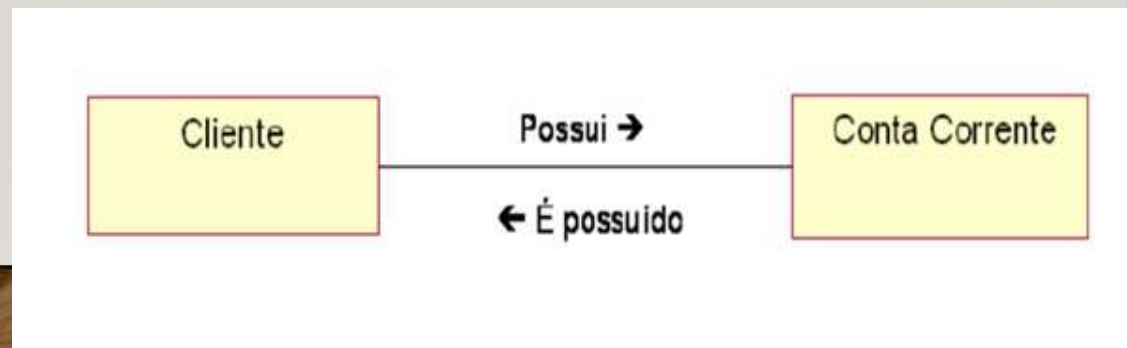 Cliente
Possui →
Conta Corrente
← É possuido